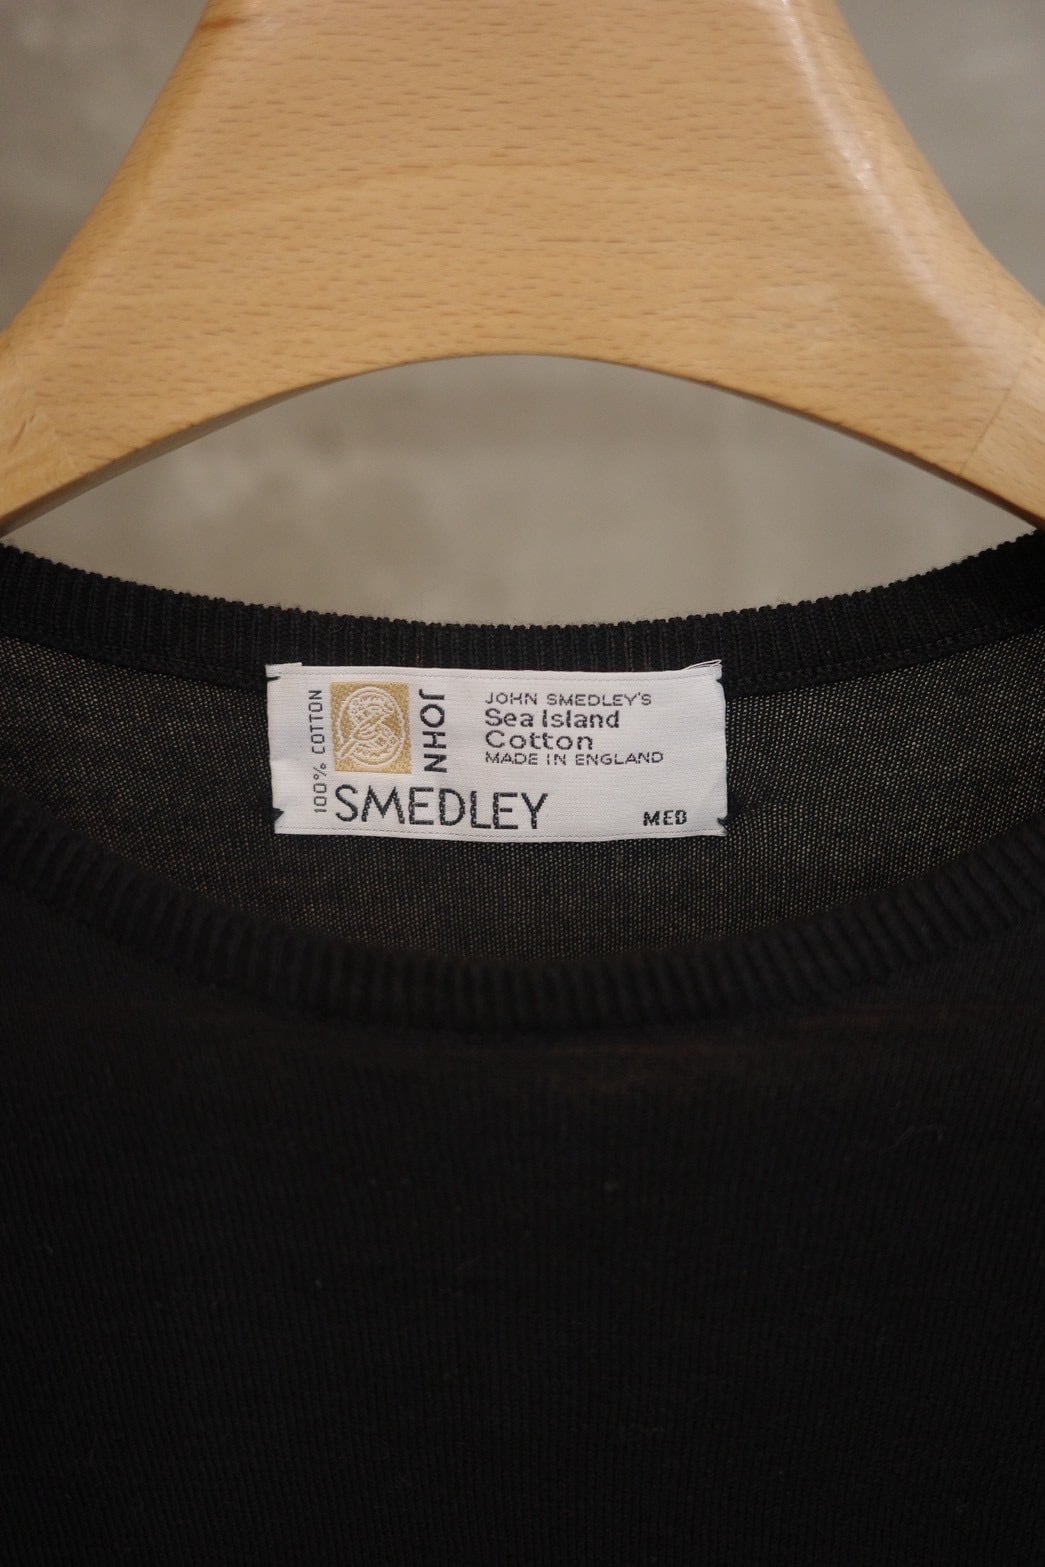 100% COTTON
JOHN
SMEDLEY
JOHN SMEDLEY'S
Sea Island
Cotton
MADE IN ENGLAND
MED